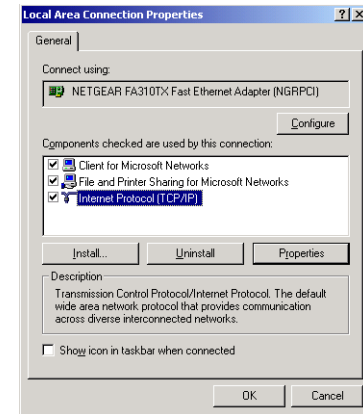 Local Area Connection Properties
General
Connect using:
NETGEAR FA310TX Fast Ethernet Adapter (NGRPCI)
Configure
Components checked are used by this connection:
Client for Microsoft Networks
File and Printer Sharing for Microsoft Networks
Internet Protocol (TCP/IP)
Install... Uninstall Properties
Description
Transmission Control Protocol/Internet Protocol. The default
wide area network protocol that provides communication
across diverse interconnected networks.
Show icon in taskbar when connected
OK Cancel